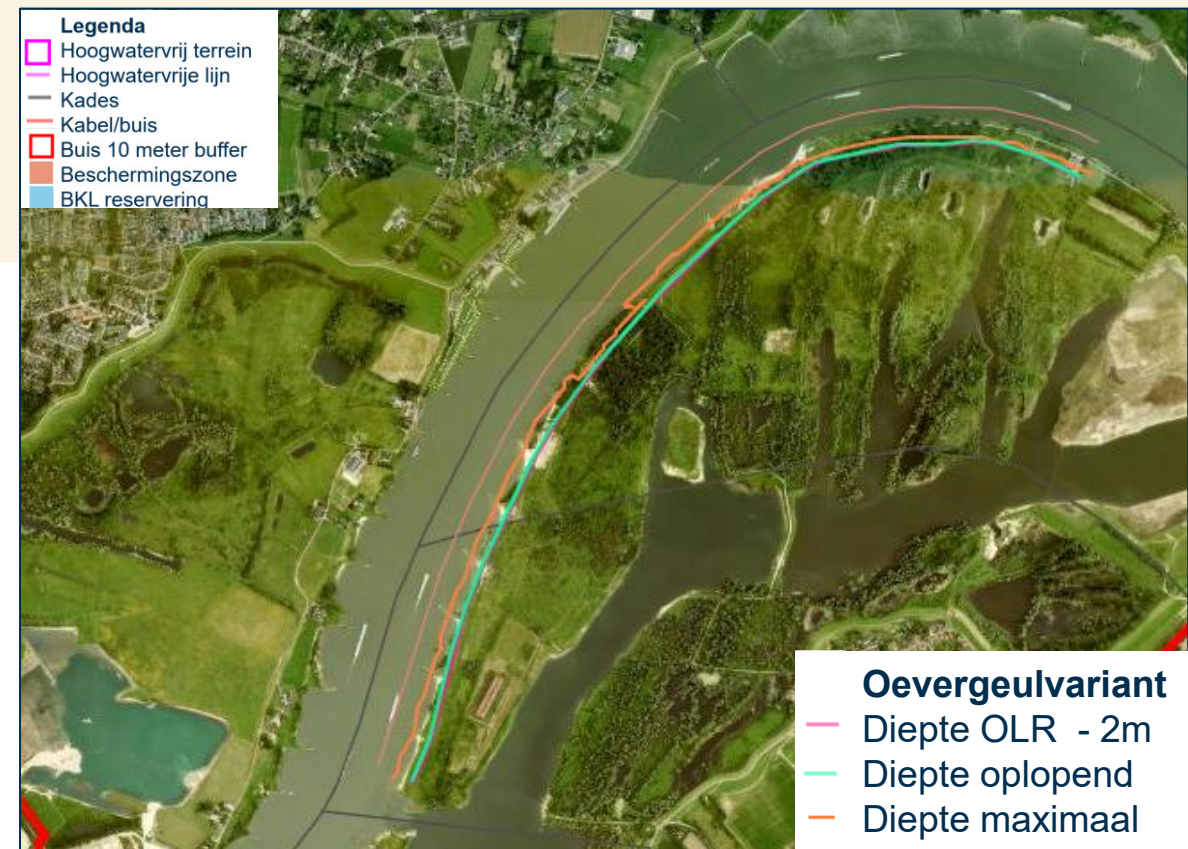 Legenda
Hoogwatervrij terrein
Hoogwatervrije lijn
Kades
Kabel/buis
Buis 10 meter buffer
Beschermingszone
BKL reservering
Oevergeulvariant
Diepte OLR - 2m
Diepte oplopend
Diepte maximaal